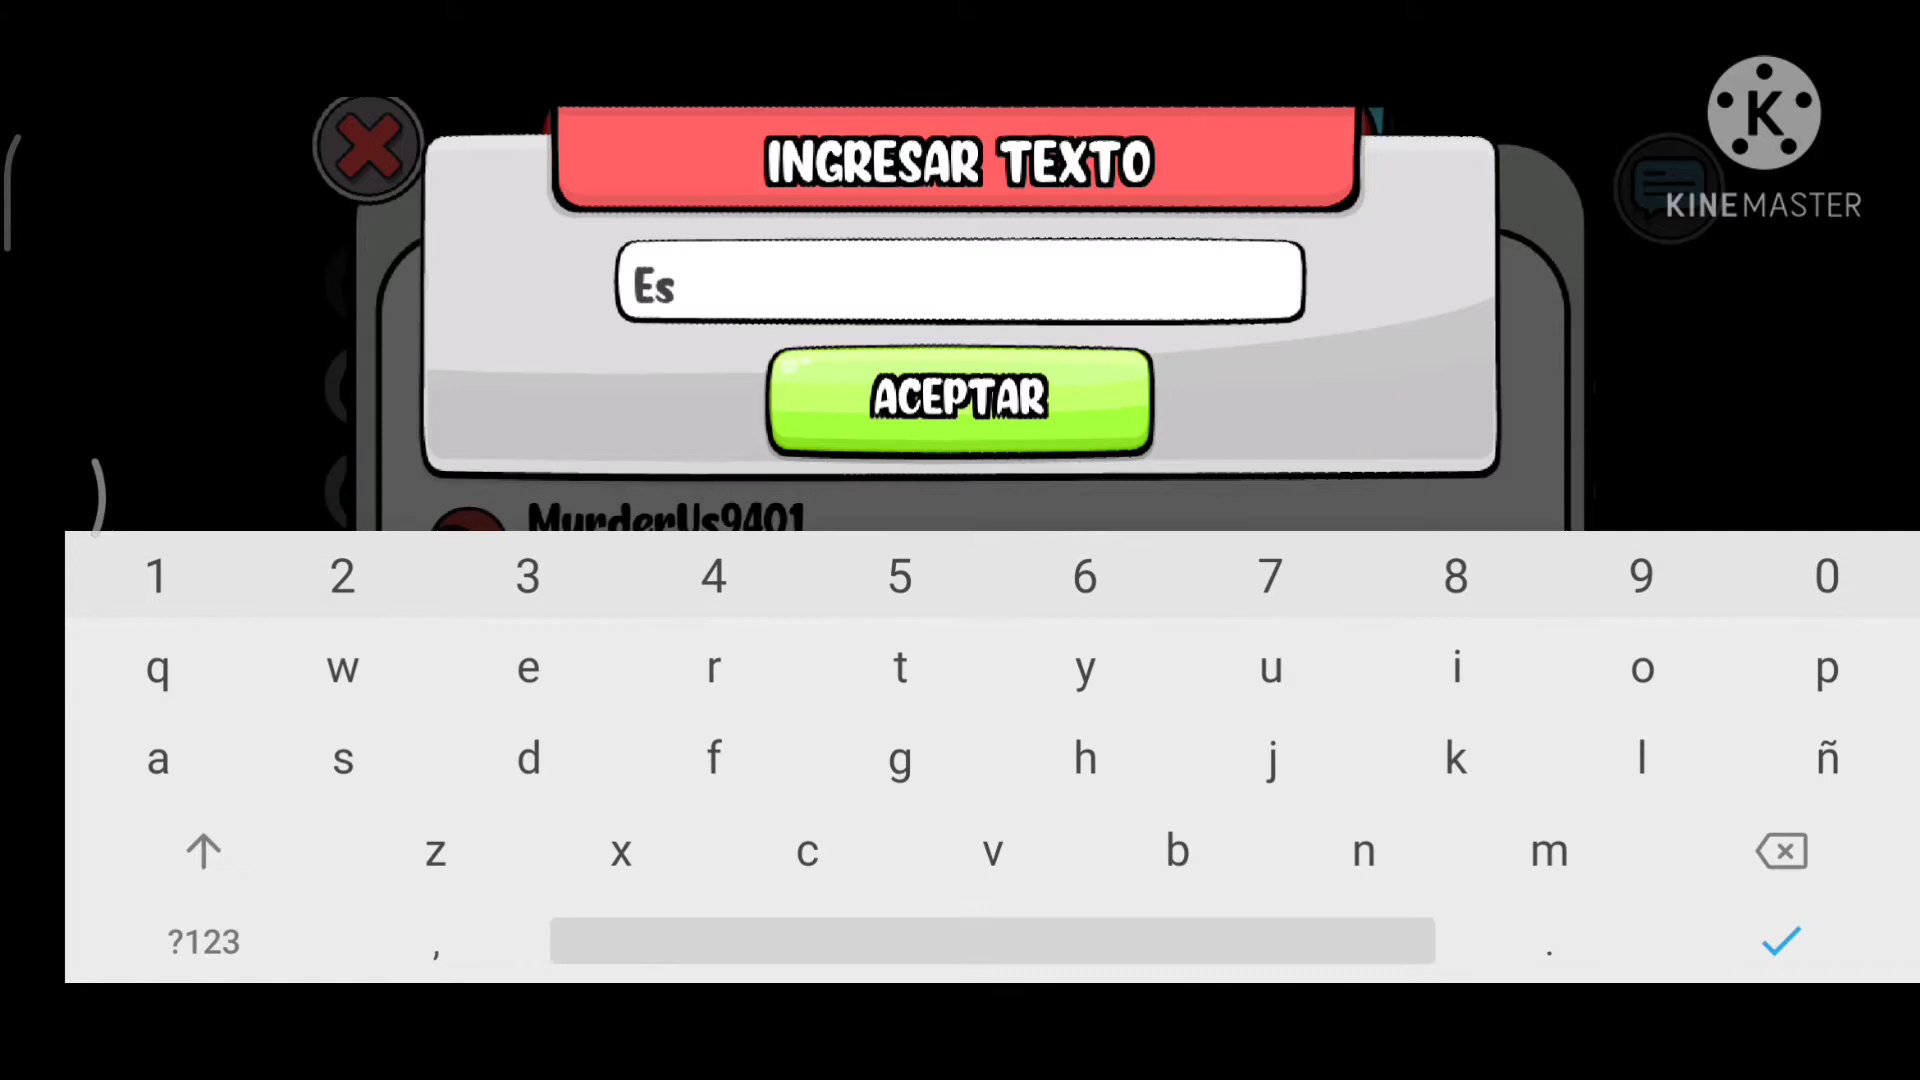 INGRESAR TEXTO
K
KINEMASTER
Es
ACEPTAR
MurderUs9401
1 2 3 4 5 6 7 8 9 0
q w e r t y u i o p
a s d f g h j k l ñ
z x c v b n m
?123 , .